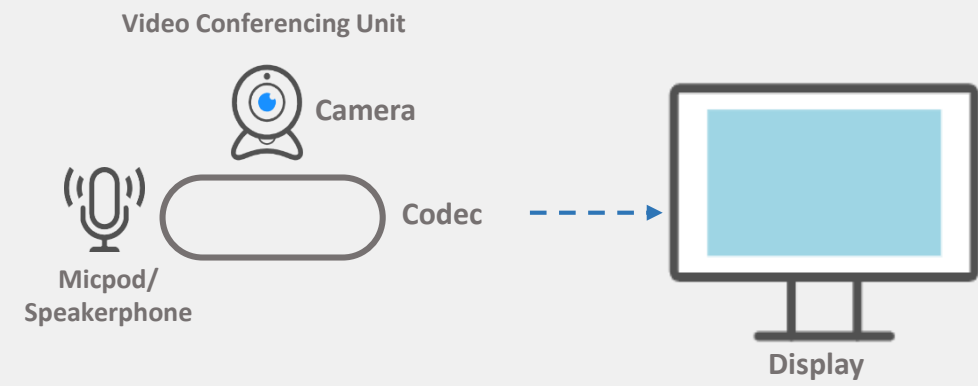 Video Conferencing Unit
Camera
Codec
Micpod/
Speakerphone
Display